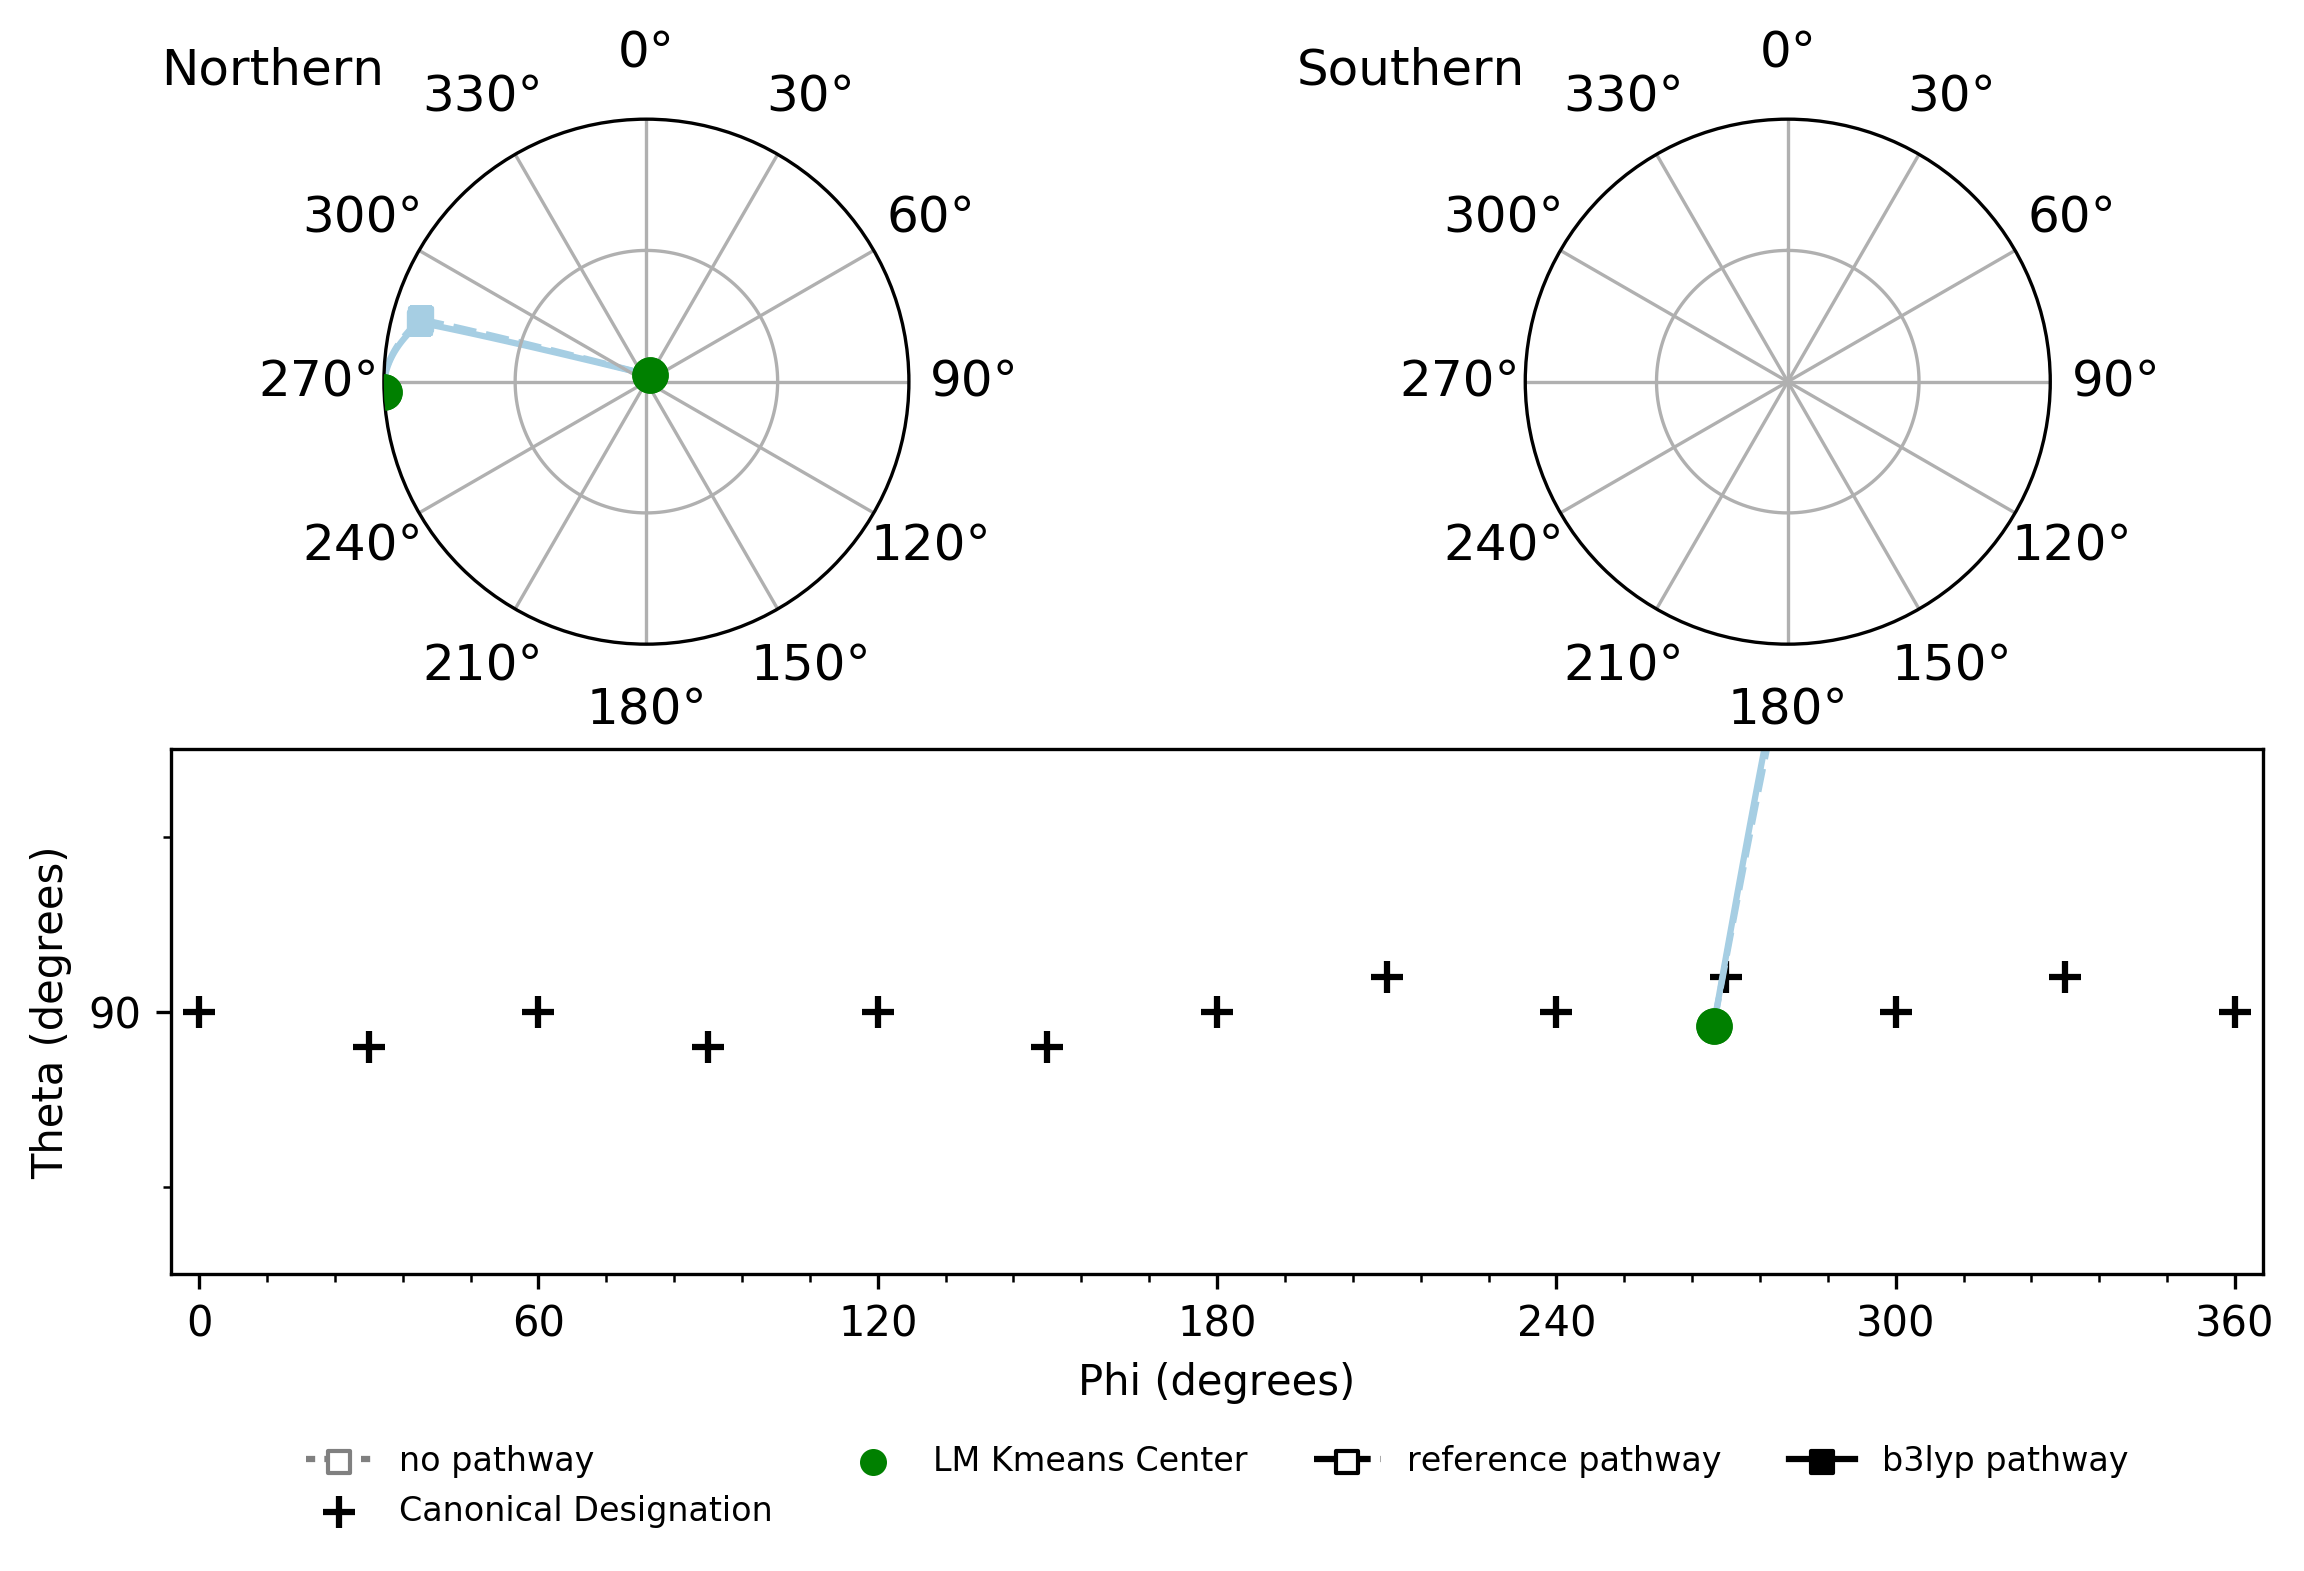 Northern
0°
330°
30°
300°
60°
270°
90°
240°
120°
210°
150°
180°
Southern
0°
330°
30°
300°
60°
270°
90°
240°
120°
210°
150°
180°
Theta (degrees)
90
0 60 120 180 240 300 360
Phi (degrees)
no pathway
Canonical Designation
LM Kmeans Center
reference pathway
b3lyp pathway